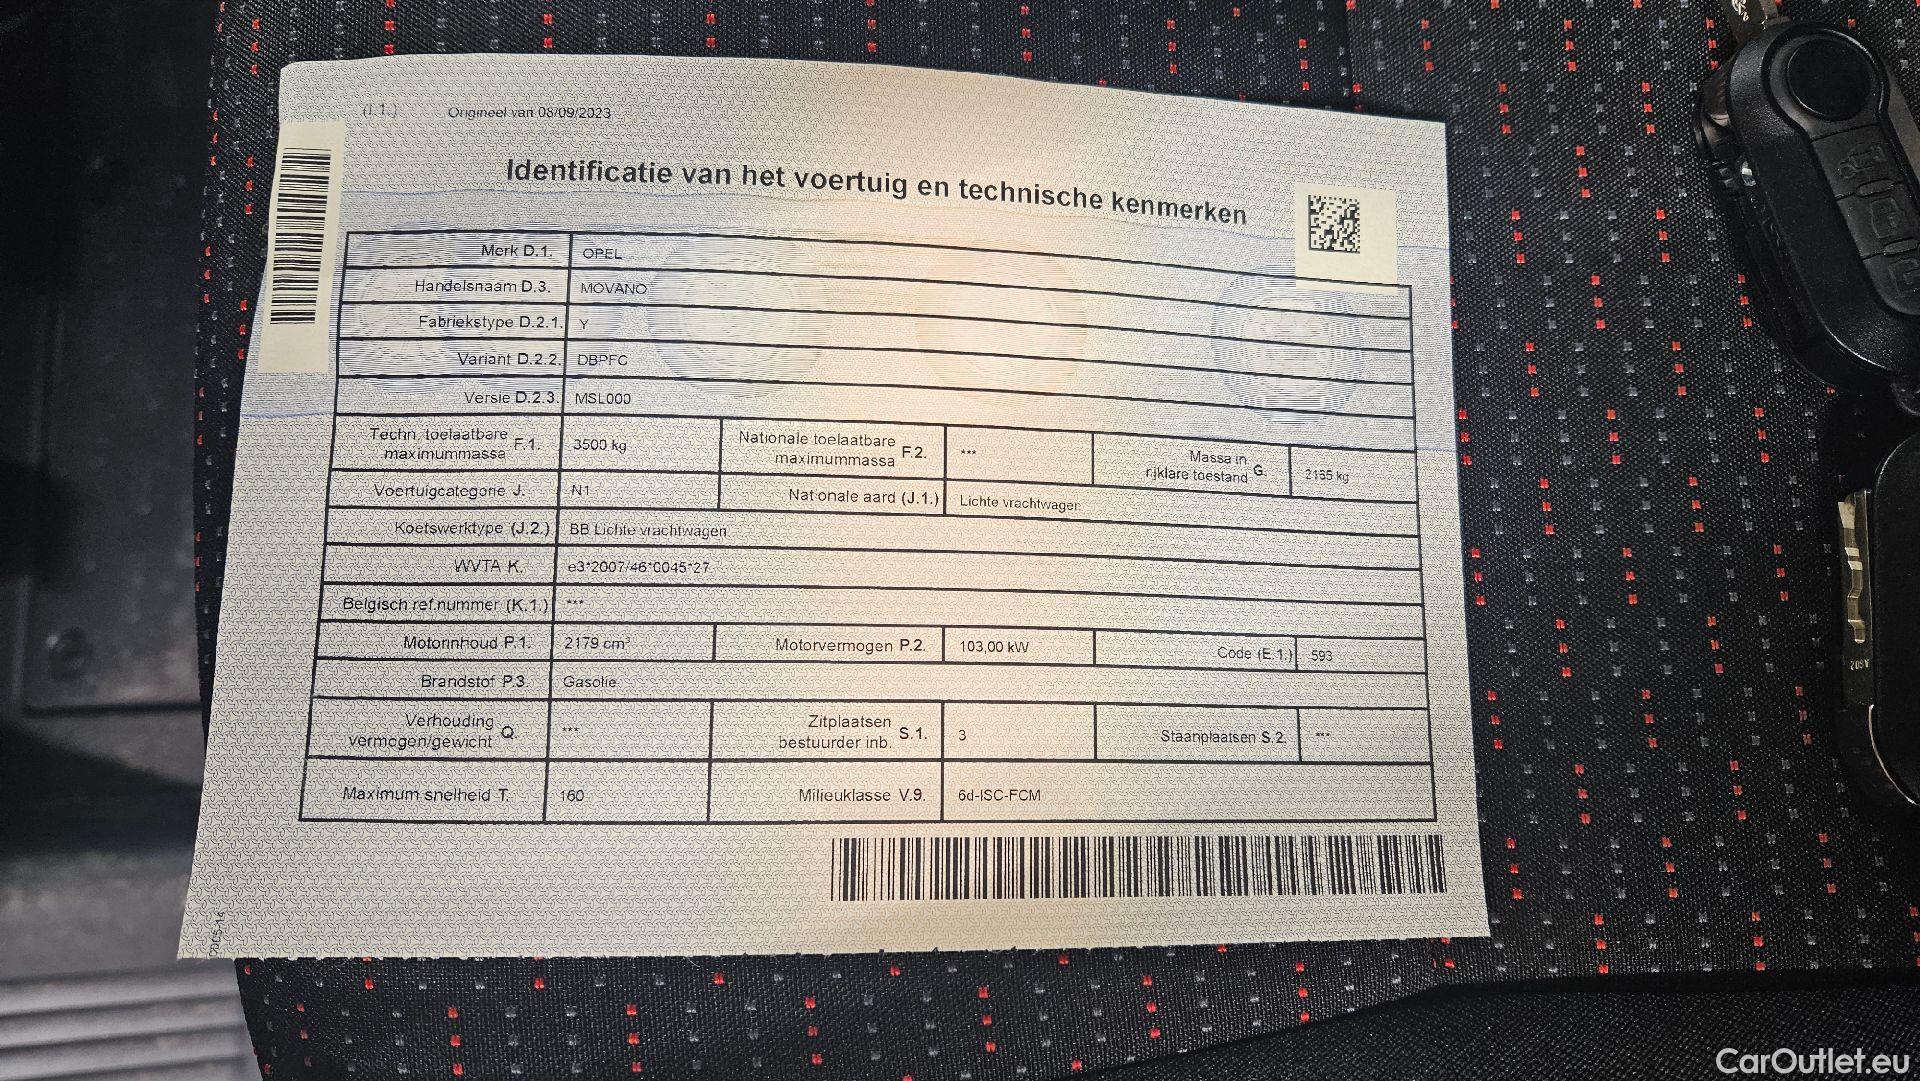 (I.1.) Origineel van 08/09/2023
Identificatie van het voertuig en technische kenmerken
Merk D.1. OPEL
Handelsnaam D.3. MOVANO
Fabriekstype D.2.1. Y
Variant D.2.2. DBPFC
Versie D.2.3. MSL000
Techn. toelaatbare maximummassa F.1. 3500 kg Nationale toelaatbare maximummassa F.2. *** Massa in rijklare toestand G. 2155 kg
Voertuigcategorie J. N1 Nationale aard (J.1.) Lichte vrachtwagen
Koetswerktype (J.2.) BB Lichte vrachtwagen
WVTA K. e3*2007/46*0045*27
Belgisch ref.nummer (K.1.) ***
Motorinhoud P.1. 2179 cm³ Motorvermogen P.2. 103,00 kW Code (E.1.) 593
Brandstof P.3. Gasolie
Verhouding vermogen/gewicht Q. *** Zitplaatsen bestuurder inb. S.1. 3 Staanplaatsen S.2. ***
Maximum snelheid T. 160 Milieuklasse V.9. 6d-ISC-FCM
CarOutlet.eu